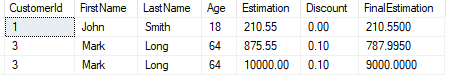 CustomerId FirstName LastName Age Estimation Discount FinalEstimation
1 John Smith 18 210.55 0.00 210.5500
3 Mark Long 64 875.55 0.10 787.9950
3 Mark Long 64 10000.00 0.10 9000.0000